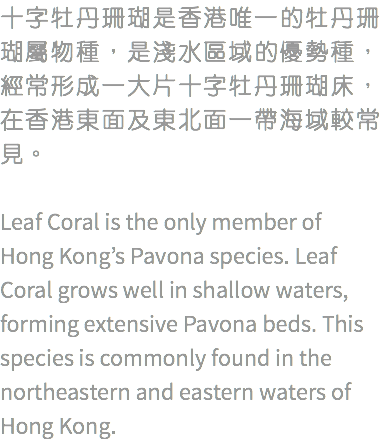 十字牡丹珊瑚是香港唯一的牡丹珊
瑚屬物種，是淺水區域的優勢種，
經常形成一大片十字牡丹珊瑚床，
在香港東面及東北面一帶海域較常
見。
Leaf Coral is the only member of
Hong Kong’s Pavona species. Leaf
Coral grows well in shallow waters,
forming extensive Pavona beds. This
species is commonly found in the
northeastern and eastern waters of
Hong Kong.